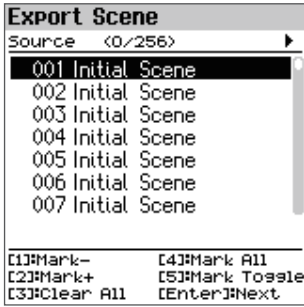 Export Scene
Source (0/256)
001 Initial Scene
002 Initial Scene
003 Initial Scene
004 Initial Scene
005 Initial Scene
006 Initial Scene
007 Initial Scene
[1]:Mark- [4]:Mark All
[2]:Mark+ [5]:Mark Toggle
[3]:Clear All [Enter]:Next